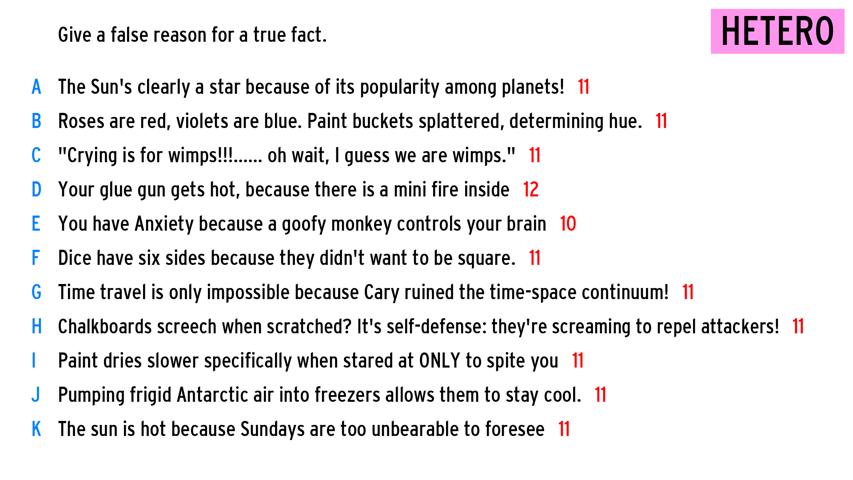 Give a false reason for a true fact.
HETERO
A The Sun's clearly a star because of its popularity among planets! 11
B Roses are red, violets are blue. Paint buckets splattered, determining hue. 11
C "Crying is for wimps!!!...... oh wait, I guess we are wimps." 11
D Your glue gun gets hot, because there is a mini fire inside 12
E You have Anxiety because a goofy monkey controls your brain 10
F Dice have six sides because they didn't want to be square. 11
G Time travel is only impossible because Cary ruined the time-space continuum! 11
H Chalkboards screech when scratched? It's self-defense: they're screaming to repel attackers! 11
I Paint dries slower specifically when stared at ONLY to spite you 11
J Pumping frigid Antarctic air into freezers allows them to stay cool. 11
K The sun is hot because Sundays are too unbearable to foresee 11